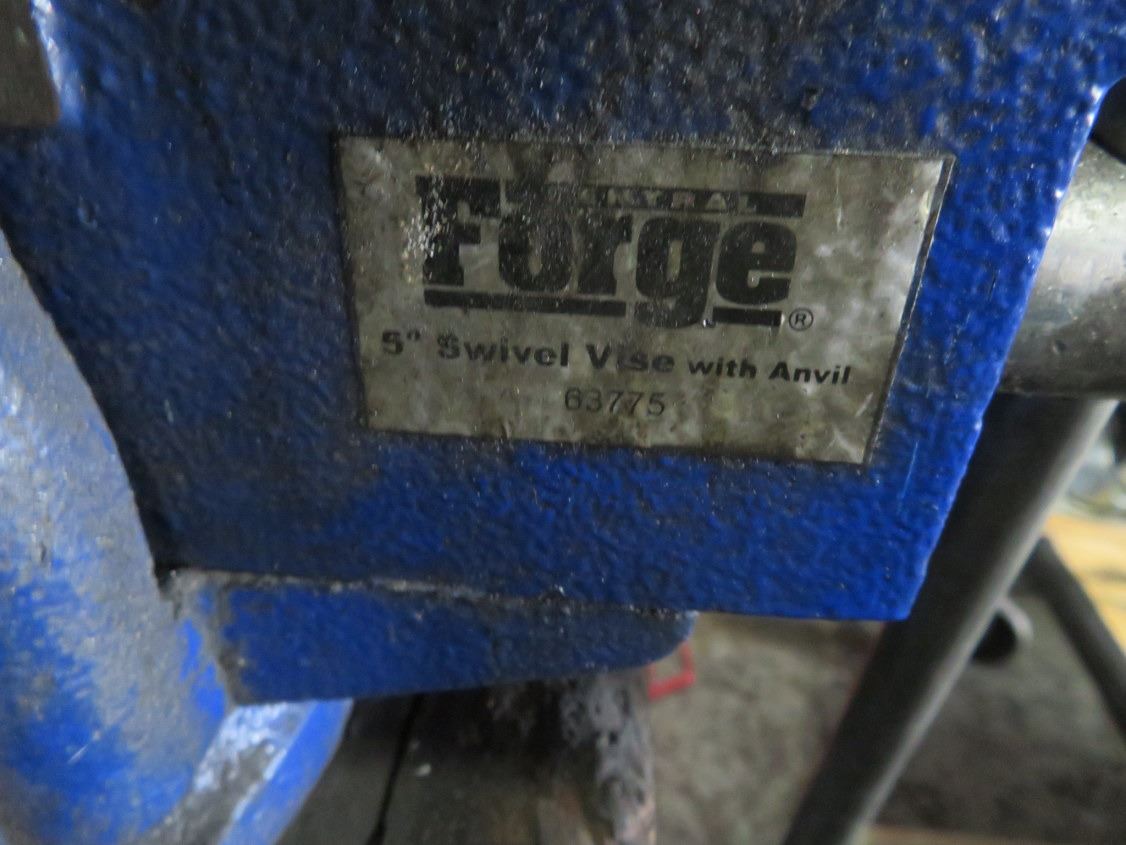 CENTRAL
Forge®
5" Swivel Vise with Anvil
63775